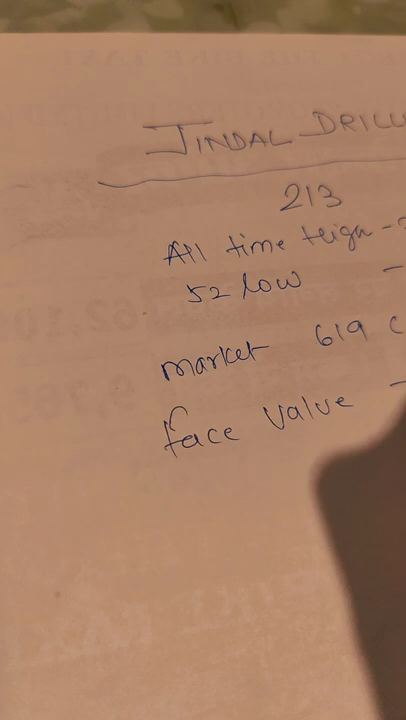 JINDAL DRILL
213
All time High -
52 low -
market 619 C
face value -